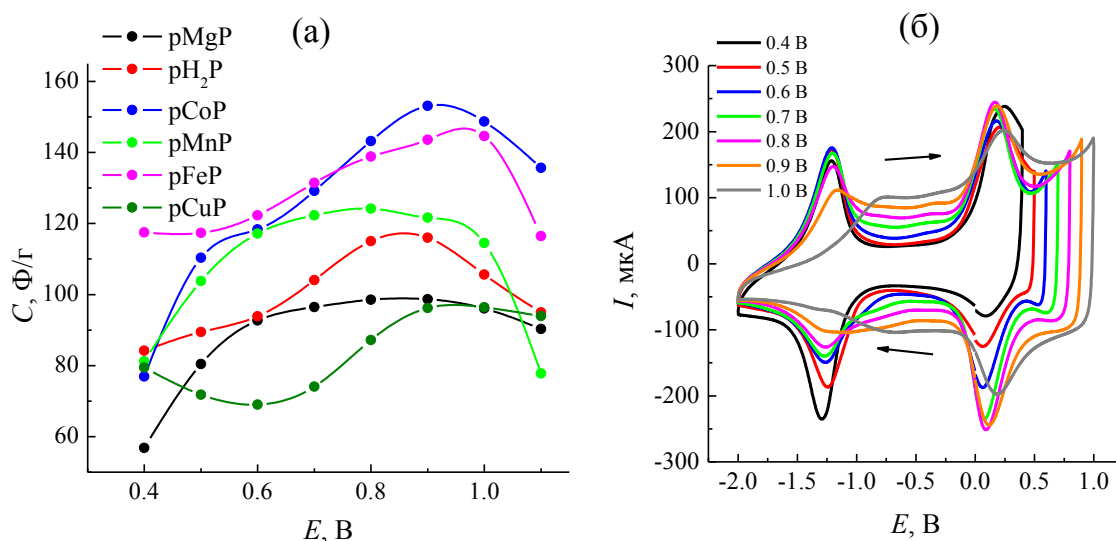 (а)
pMgP
pH₂P
pCoP
pMnP
pFeP
pCuP
160
140
120
100
80
60
C, Ф/г
0.4
0.6
0.8
1.0
E, В
(б)
0.4 В
0.5 В
0.6 В
0.7 В
0.8 В
0.9 В
1.0 В
300
200
100
0
-100
-200
-300
I, мкА
-2.0
-1.5
-1.0
-0.5
0.0
0.5
1.0
E, В